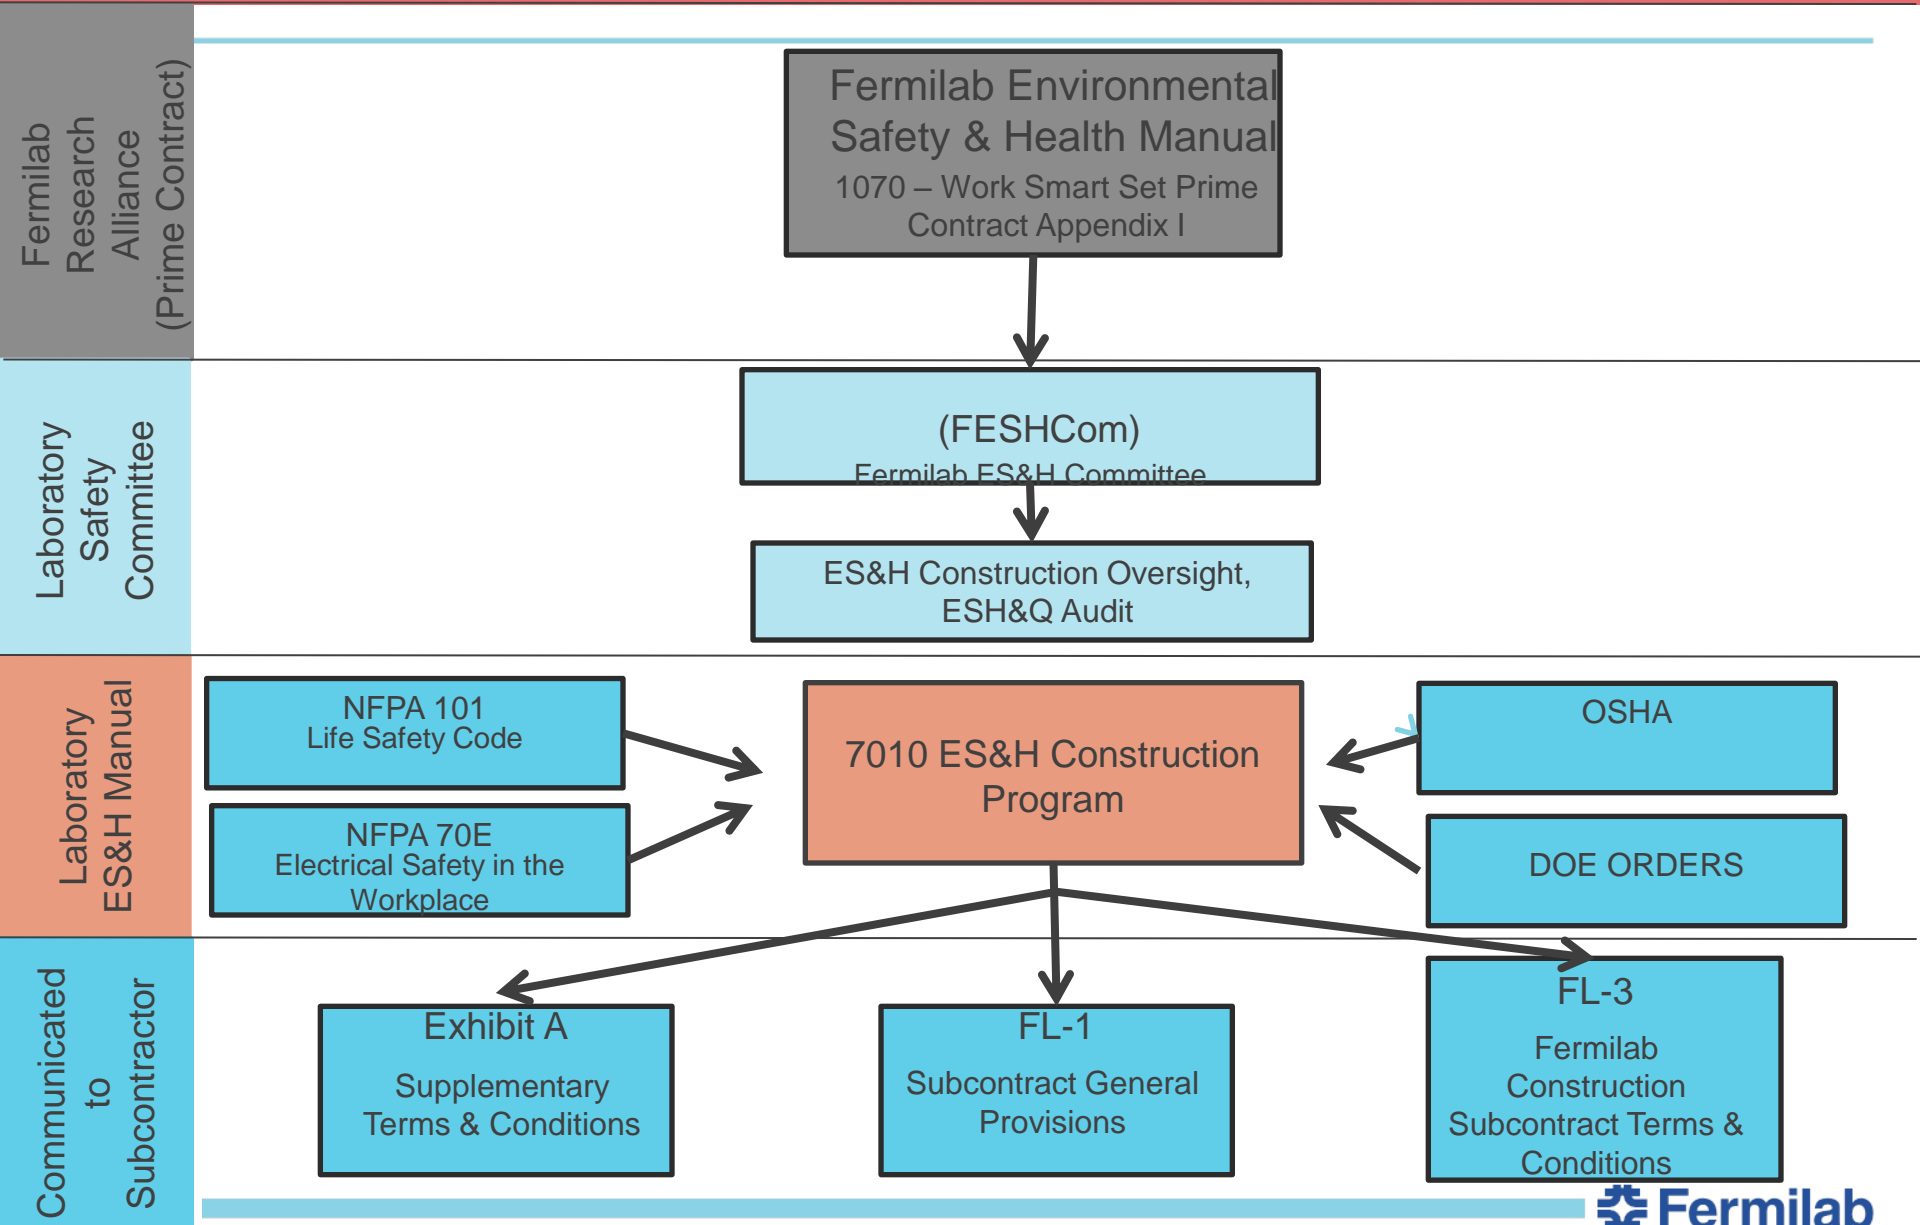 Fermilab
Research
Alliance
(Prime Contract)
Fermilab Environmental
Safety & Health Manual
1070 – Work Smart Set Prime
Contract Appendix I
Laboratory
Safety
Committee
(FESHCom)
Fermilab ES&H Committee
ES&H Construction Oversight,
ESH&Q Audit
Laboratory
ES&H Manual
NFPA 101
Life Safety Code
NFPA 70E
Electrical Safety in the
Workplace
7010 ES&H Construction
Program
OSHA
DOE ORDERS
Communicated
to
Subcontractor
Exhibit A
Supplementary
Terms & Conditions
FL-1
Subcontract General
Provisions
FL-3
Fermilab
Construction
Subcontract Terms &
Conditions
Fermilab